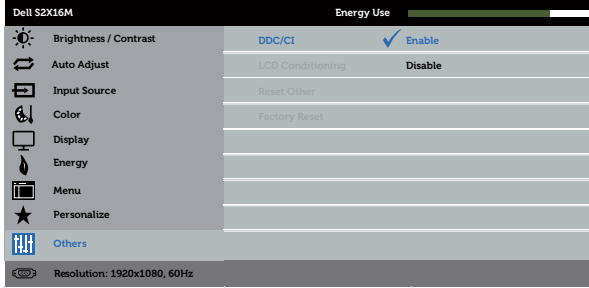 Dell S2X16M Energy Use
Brightness / Contrast DDC/CI Enable
Auto Adjust LCD Conditioning Disable
Input Source Reset Other
Color Factory Reset
Display
Energy
Menu
Personalize
Others
Resolution: 1920x1080, 60Hz